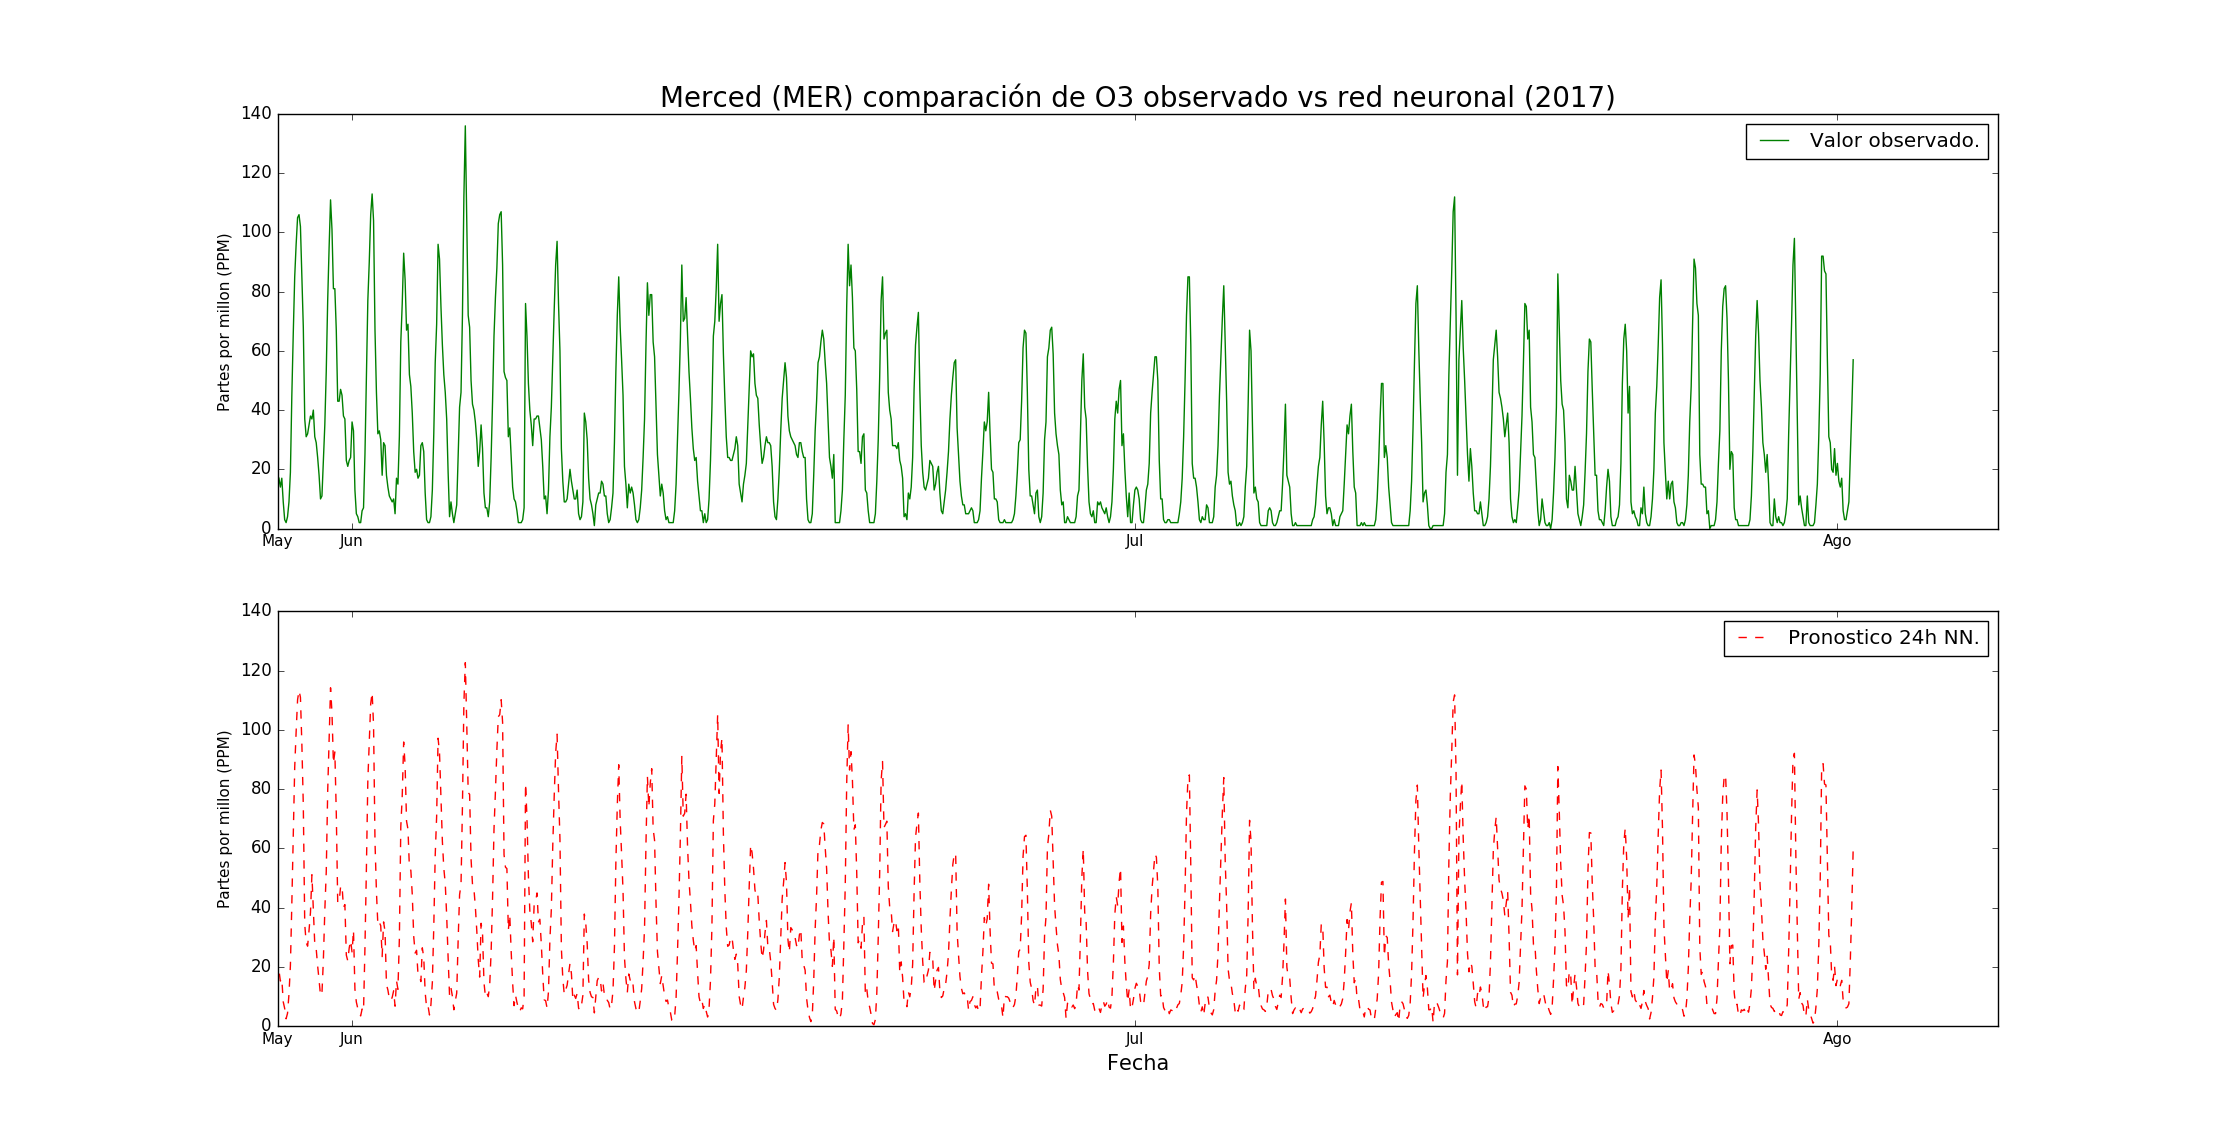 Merced (MER) comparación de O3 observado vs red neuronal (2017)
140
120
100
80
60
40
20
0
Partes por millon (PPM)
Valor observado.
May Jun Jul Ago
140
120
100
80
60
40
20
0
Partes por millon (PPM)
Pronostico 24h NN.
May Jun Jul Ago
Fecha